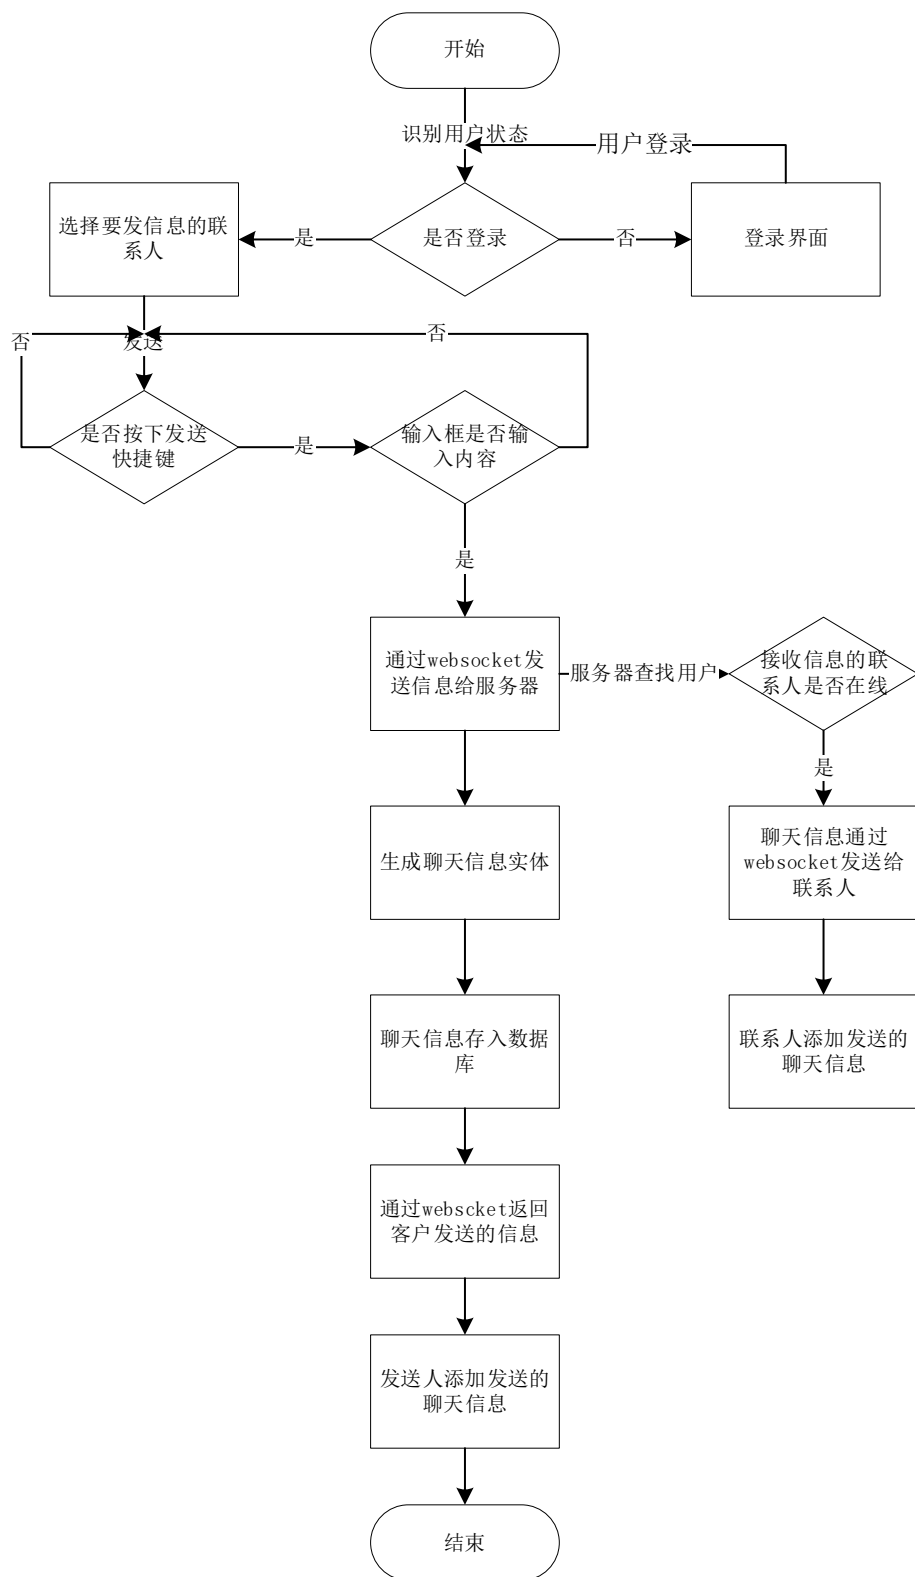 开始
识别用户状态
用户登录
选择要发信息的联
系人
是
是否登录
否
登录界面
否
发送
否
是否按下发送
快捷键
是
输入框是否输
入内容
是
通过websocket发
送信息给服务器
服务器查找用户
接收信息的联
系人是否在线
是
生成聊天信息实体
聊天信息通过
websocket发送给
联系人
聊天信息存入数据
库
联系人添加发送的
聊天信息
通过webscket返回
客户发送的信息
发送人添加发送的
聊天信息
结束